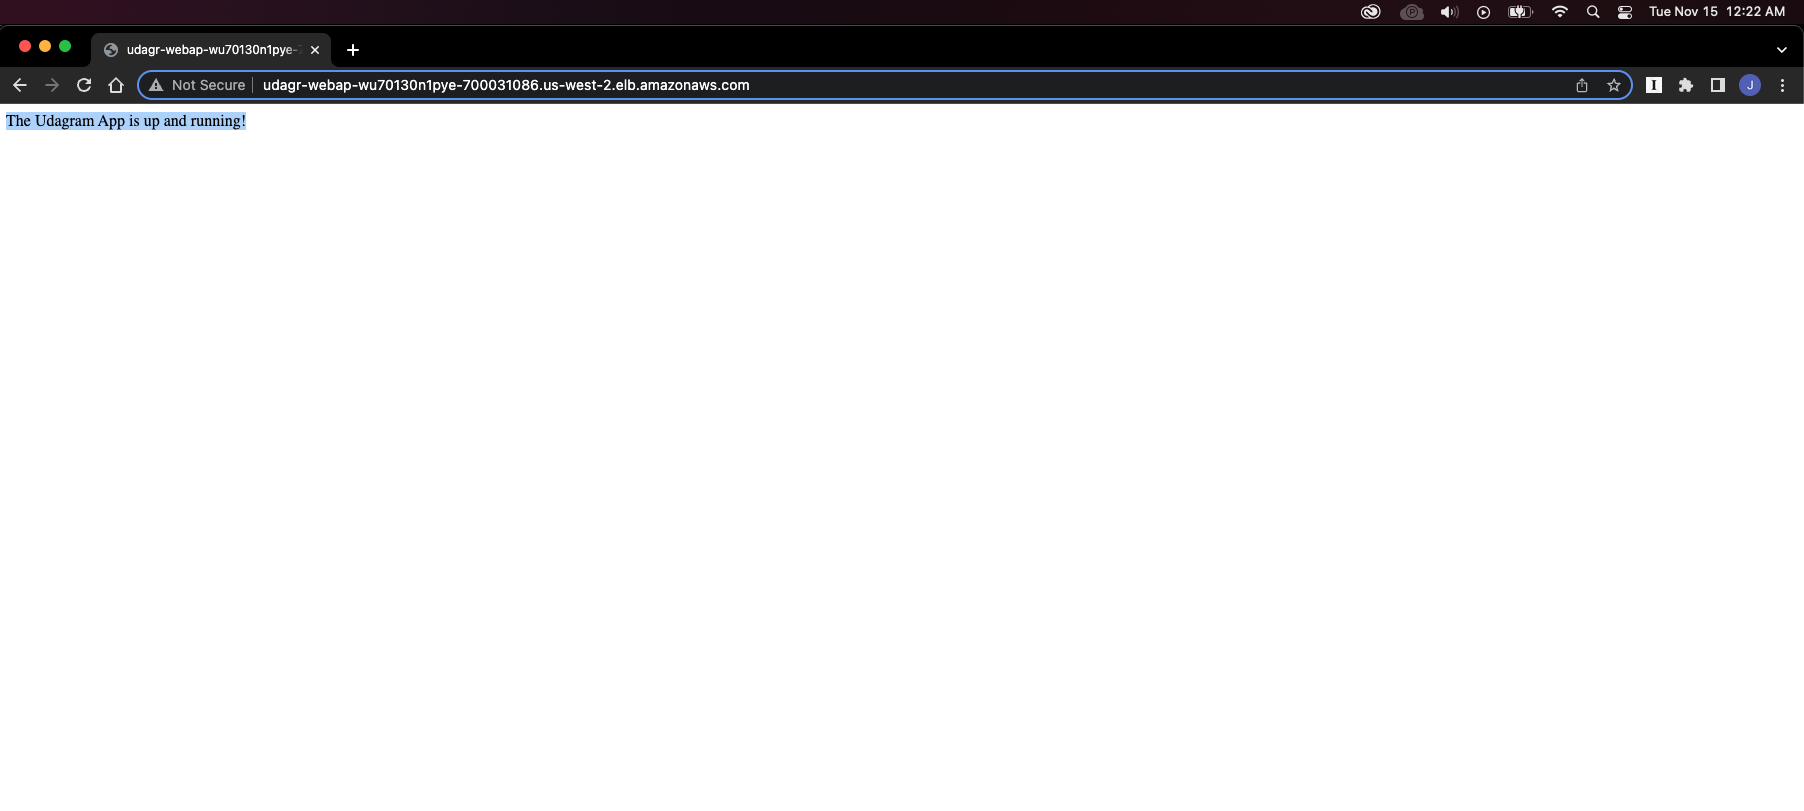 Tue Nov 15 12:22 AM
udagr-webap-wu70130n1pye-
Not Secure udagr-webap-wu70130n1pye-700031086.us-west-2.elb.amazonaws.com
I
J
The Udagram App is up and running!